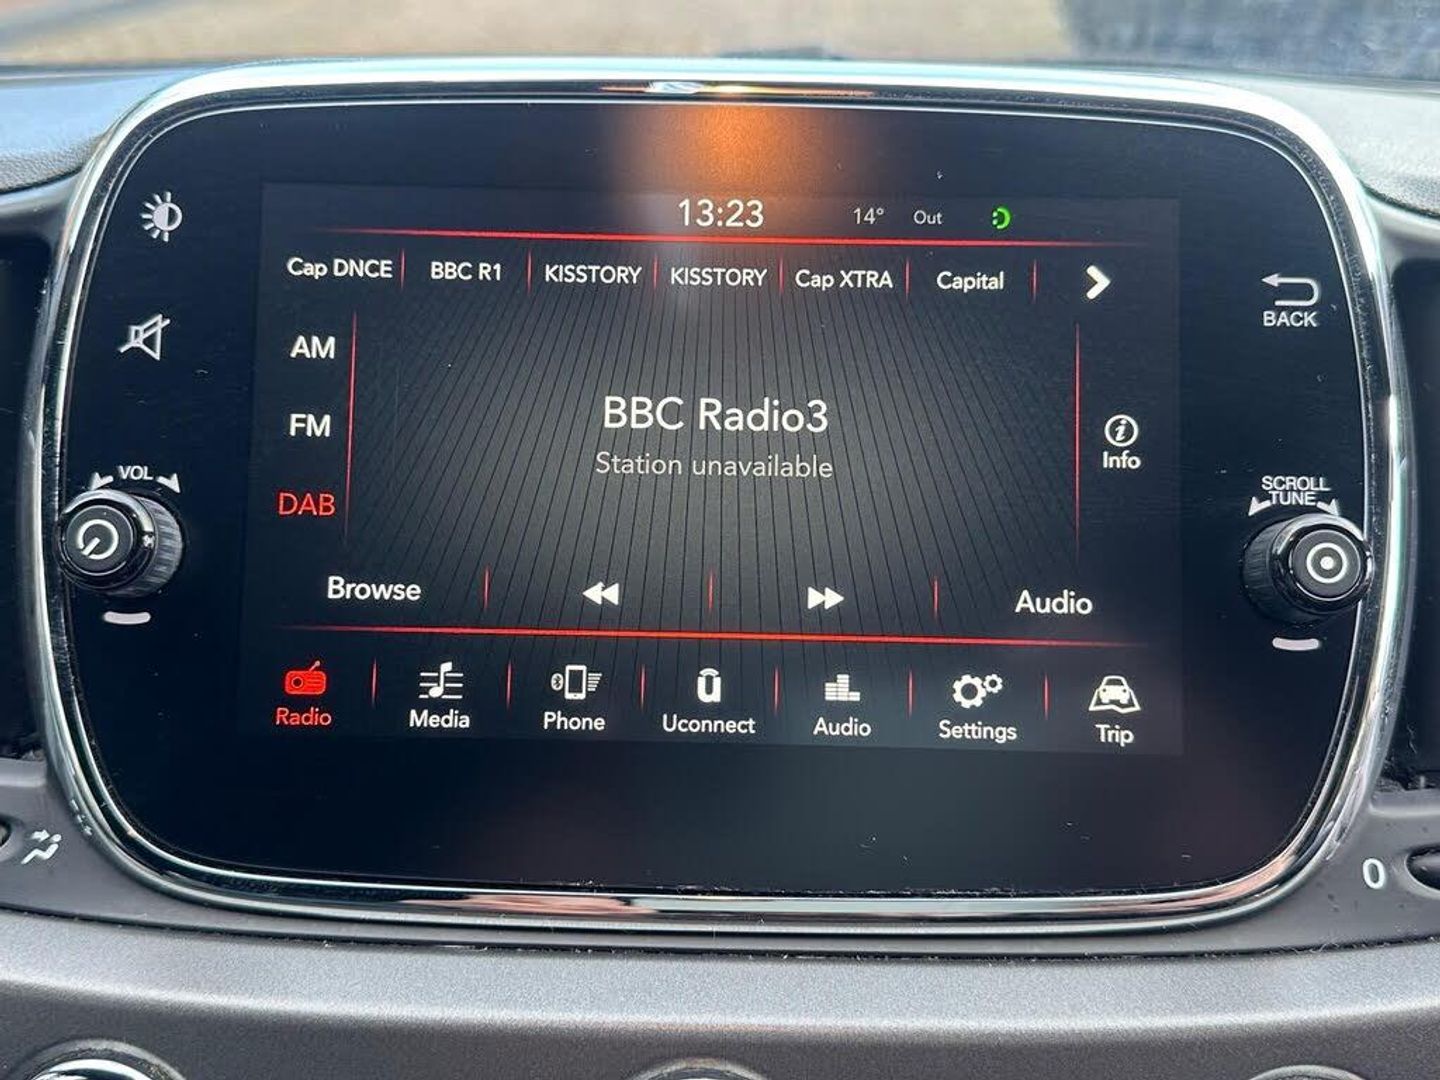 13:23 14° Out
Cap DNCE BBC R1 KISSTORY KISSTORY Cap XTRA Capital
AM
FM
DAB
BBC Radio3
Station unavailable
i
Info
BACK
VOL
SCROLL
TUNE
Browse Audio
Radio Media Phone Uconnect Audio Settings Trip
0